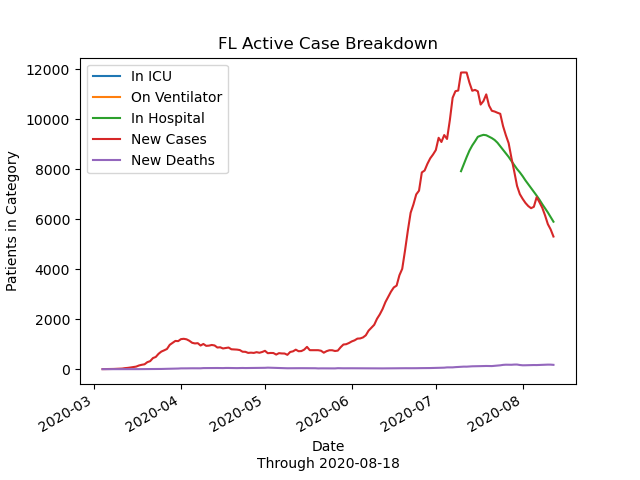 FL Active Case Breakdown
In ICU
On Ventilator
In Hospital
New Cases
New Deaths
Patients in Category
12000
10000
8000
6000
4000
2000
0
2020-03
2020-04
2020-05
2020-06
2020-07
2020-08
Date
Through 2020-08-18